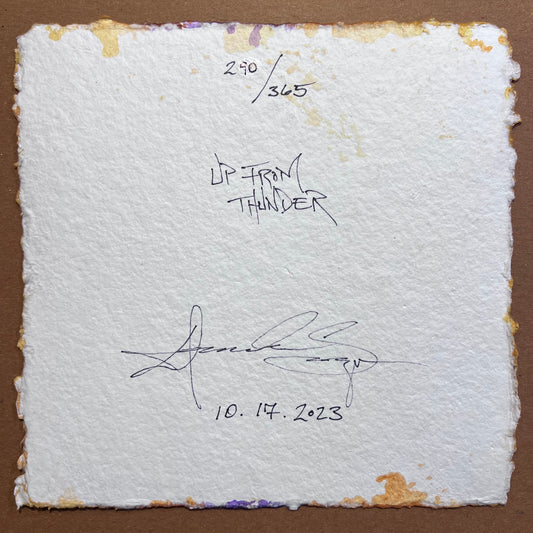 290
/365
UP FROM
THUNDER
10.17.2023